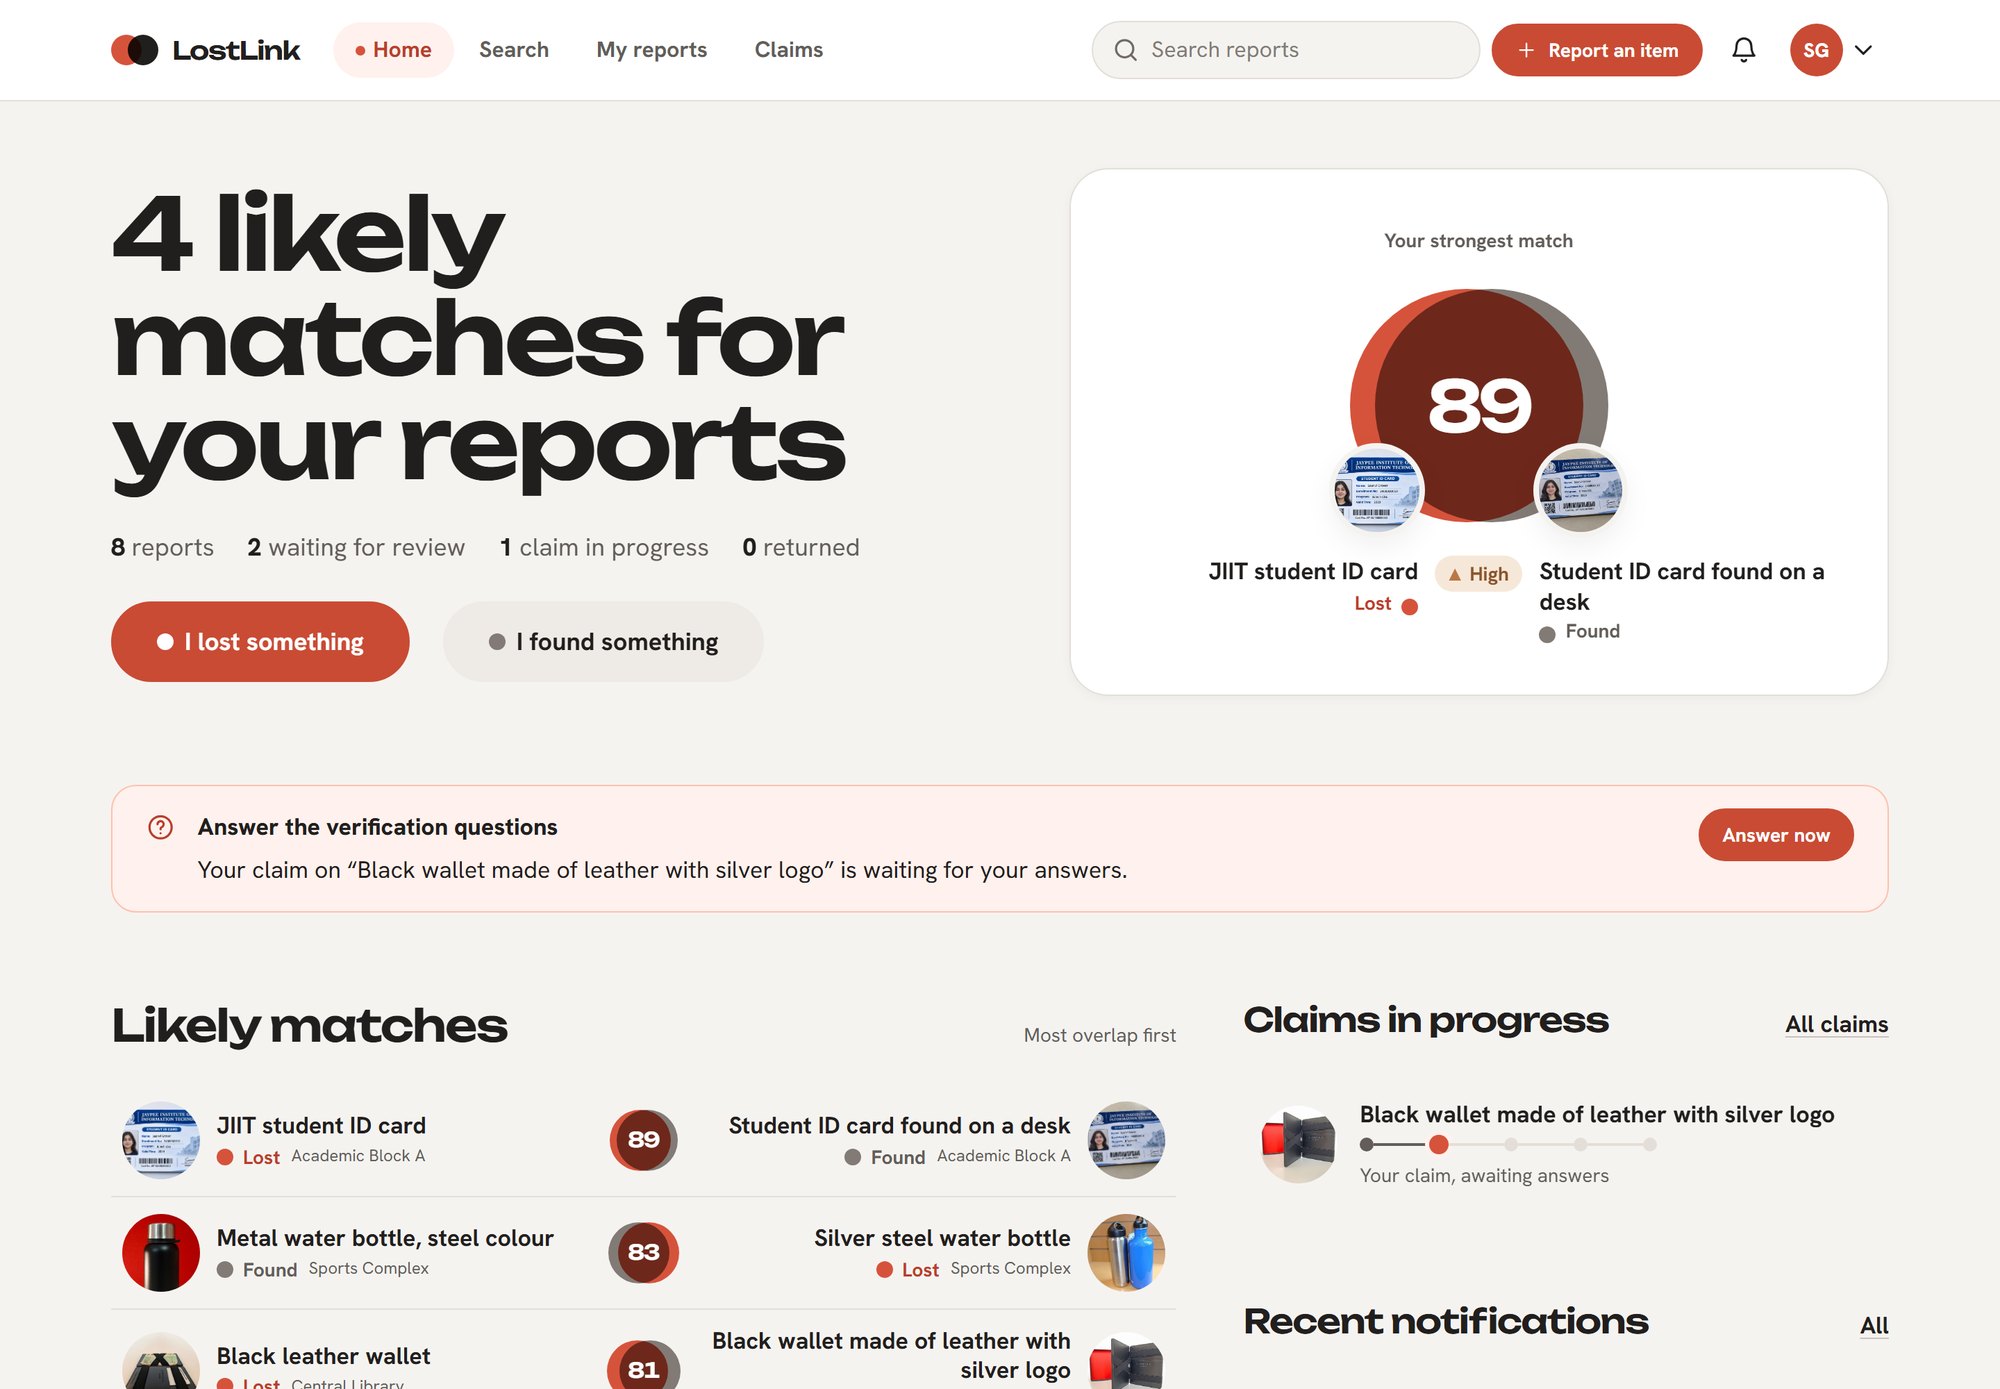 LostLink
Home
Search
My reports
Claims
Search reports
+ Report an item
SG
4 likely
matches for
your reports
8 reports 2 waiting for review 1 claim in progress 0 returned
I lost something
I found something
Your strongest match
89
JIIT student ID card
Lost
High
Student ID card found on a
desk
Found
Answer the verification questions
Your claim on “Black wallet made of leather with silver logo” is waiting for your answers.
Answer now
Likely matches
Most overlap first
JIIT student ID card
Lost Academic Block A
89
Student ID card found on a desk
Found Academic Block A
Metal water bottle, steel colour
Found Sports Complex
83
Silver steel water bottle
Lost Sports Complex
Black leather wallet
Lost Central Library
81
Black wallet made of leather with
silver logo
Claims in progress
All claims
Black wallet made of leather with silver logo
Your claim, awaiting answers
Recent notifications
All